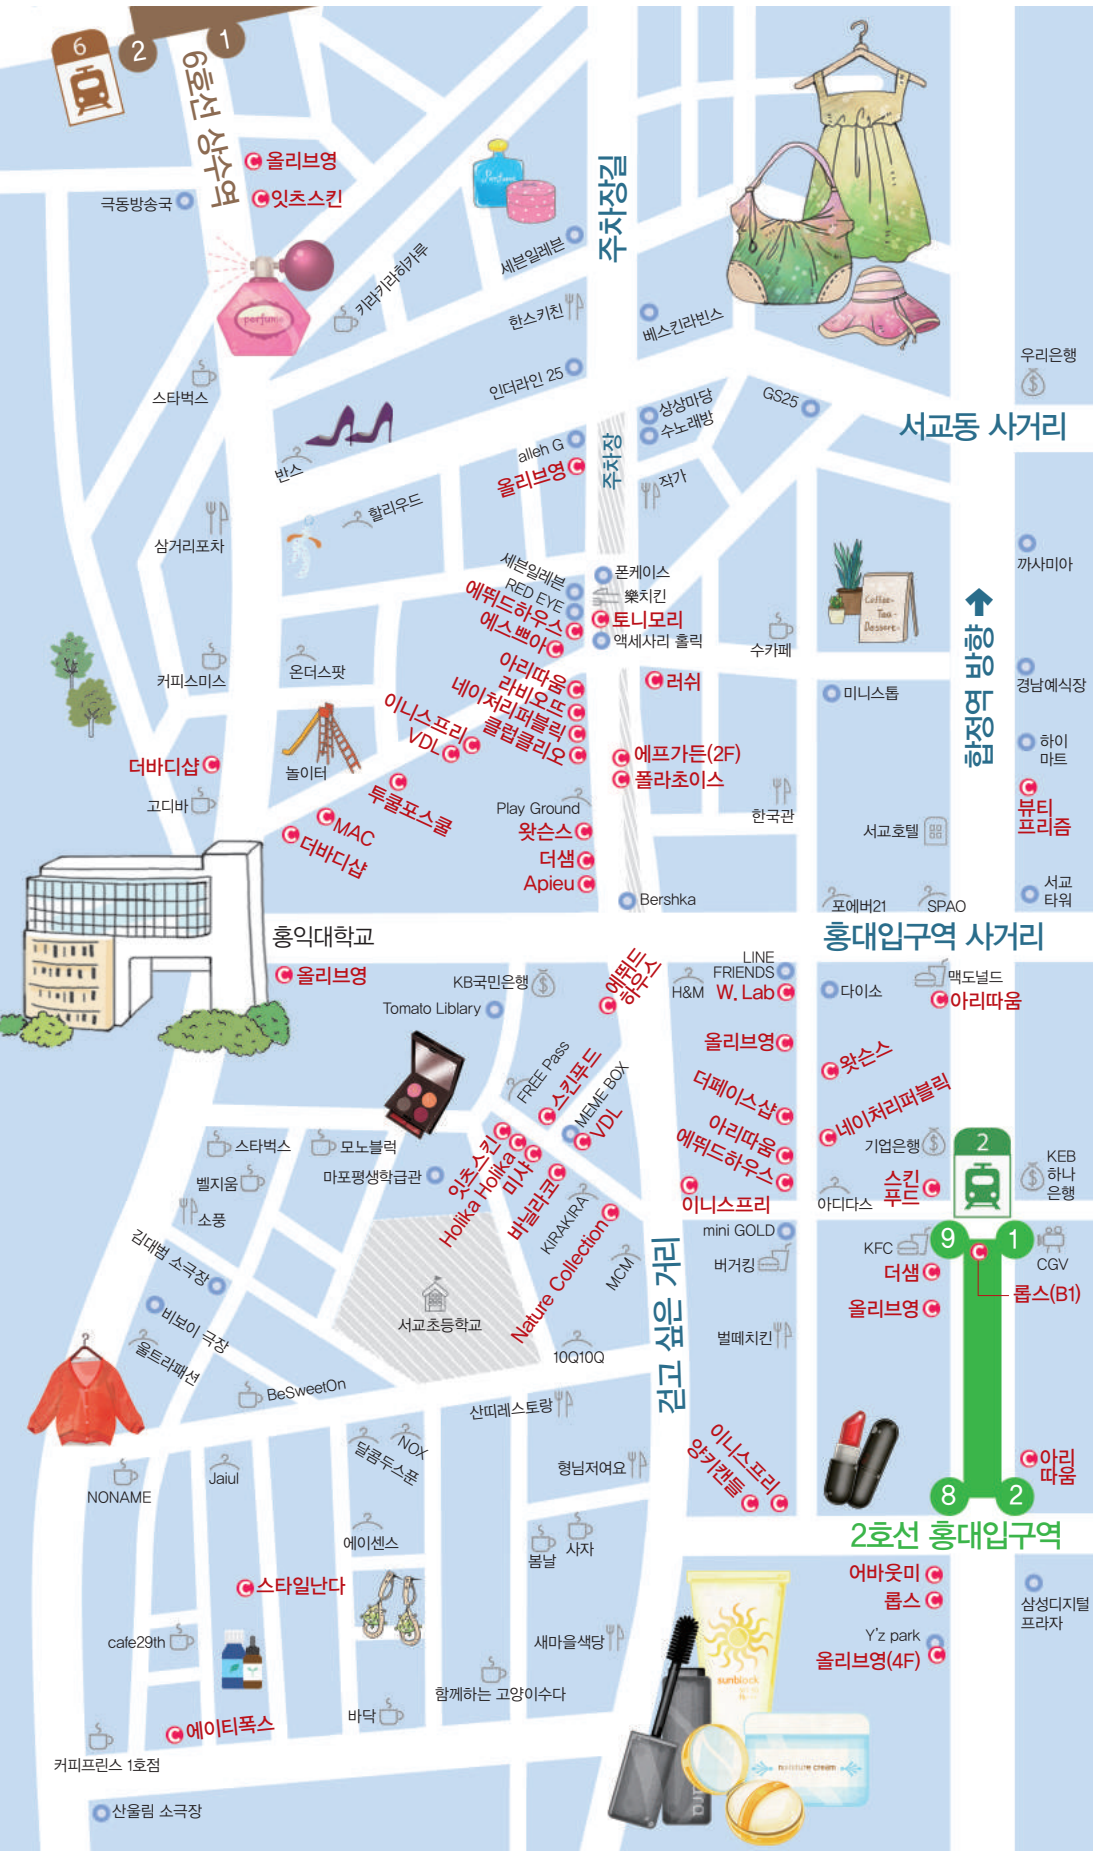 6
2
1
6호선 상수역
올리브영
잇츠스킨
극동방송국
Perfume
주차장길
세븐일레븐
키라키라히카루
perfume
한스키친
베스킨라빈스
우리은행
스타벅스
인더라인 25
상상마당
수노래방
GS25
서교동 사거리
alleh G
올리브영
주차장
반스
작가
할리우드
삼거리포차
까사미아
세븐일레븐
RED EYE
에뛰드하우스
에스쁘아
폰케이스
樂치킨
토니모리
액세사리 홀릭
Coffee·
Tea·
Dessert·
합정역 방향
수카페
커피스미스
온더스팟
아리따움
라비오뜨
네이처리퍼블릭
클럽클리오
러쉬
미니스톱
경남예식장
이니스프리
VDL
하이
마트
더바디샵
놀이터
에프가든(2F)
폴라초이스
고디바
투쿨포스쿨
Play Ground
한국관
뷰티
프리즘
MAC
더바디샵
왓슨스
더샘
Apieu
서교호텔
Bershka
포에버21
SPAO
서교
타워
홍익대학교
홍대입구역 사거리
올리브영
KB국민은행
에뛰드
하우스
LINE
FRIENDS
H&M
W. Lab
다이소
맥도널드
아리따움
Tomato Liblary
올리브영
FREE Pass
스킨푸드
MEME BOX
VDL
왓슨스
더페이스샵
네이처리퍼블릭
스타벅스
모노블럭
아리따움
에뛰드하우스
기업은행
2
KEB
하나
은행
벨지움
마포평생학급관
잇츠스킨
Holika Holika
미샤
바닐라코
KIRAKIRA
Nature Collection
MCM
이니스프리
아디다스
스킨
푸드
소풍
mini GOLD
김대범 소극장
버거킹
KFC
9
1
CGV
더샘
롭스(B1)
올리브영
비뵤이 극장
울트라패션
서교초등학교
걷고 싶은 거리
벌떼치킨
10Q10Q
BeSweetOn
산띠레스토랑
NOX
달콤두스푼
이니스프리
양키캔들
NONAME
Jaiul
형님저여요
아리
따움
8
2
2호선 홍대입구역
에이센스
봄날
사자
어바웃미
롭스
스타일난다
삼성디지털
프라자
cafe29th
새마을색당
Y'z park
올리브영(4F)
sunblock
함께하는 고양이수다
바닥
에이티폭스
커피프린스 1호점
moisture cream
산울림 소극장